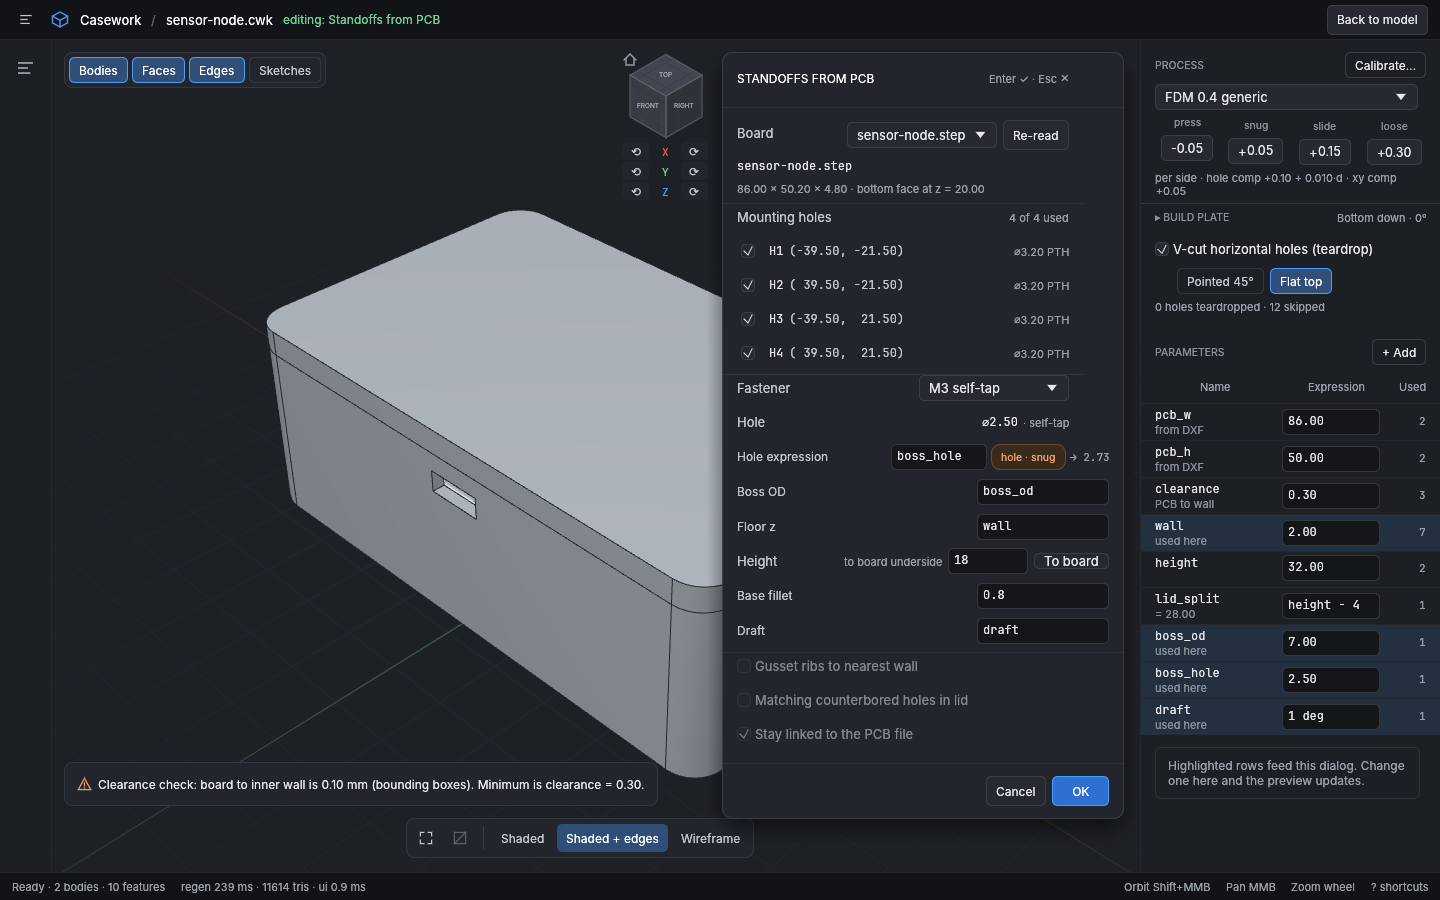 Casework / sensor-node.cwk editing: Standoffs from PCB
Back to model
Bodies Faces Edges Sketches
TOP
FRONT RIGHT
X
Y
Z
STANDOFFS FROM PCB Enter ✓ · Esc ×
Board sensor-node.step Re-read
sensor-node.step
86.00 × 50.20 × 4.80 · bottom face at z = 20.00
Mounting holes 4 of 4 used
H1 (-39.50, -21.50) ⌀3.20 PTH
H2 ( 39.50, -21.50) ⌀3.20 PTH
H3 (-39.50, 21.50) ⌀3.20 PTH
H4 ( 39.50, 21.50) ⌀3.20 PTH
Fastener M3 self-tap
Hole ⌀2.50 · self-tap
Hole expression boss_hole hole · snug → 2.73
Boss OD boss_od
Floor z wall
Height to board underside 18 To board
Base fillet 0.8
Draft draft
Gusset ribs to nearest wall
Matching counterbored holes in lid
Stay linked to the PCB file
Cancel OK
PROCESS Calibrate...
FDM 0.4 generic
press snug slide loose
-0.05 +0.05 +0.15 +0.30
per side · hole comp +0.10 + 0.010·d · xy comp
+0.05
▸ BUILD PLATE Bottom down · 0°
V-cut horizontal holes (teardrop)
Pointed 45° Flat top
0 holes teardropped · 12 skipped
PARAMETERS + Add
Name Expression Used
pcb_w 86.00 2
from DXF
pcb_h 50.00 2
from DXF
clearance 0.30 3
PCB to wall
wall 2.00 7
used here
height 32.00 2
lid_split height - 4 1
= 28.00
boss_od 7.00 1
used here
boss_hole 2.50 1
used here
draft 1 deg 1
used here
Highlighted rows feed this dialog. Change
one here and the preview updates.
Clearance check: board to inner wall is 0.10 mm (bounding boxes). Minimum is clearance = 0.30.
Shaded Shaded + edges Wireframe
Ready · 2 bodies · 10 features regen 239 ms · 11614 tris · ui 0.9 ms
Orbit Shift+MMB Pan MMB Zoom wheel ? shortcuts